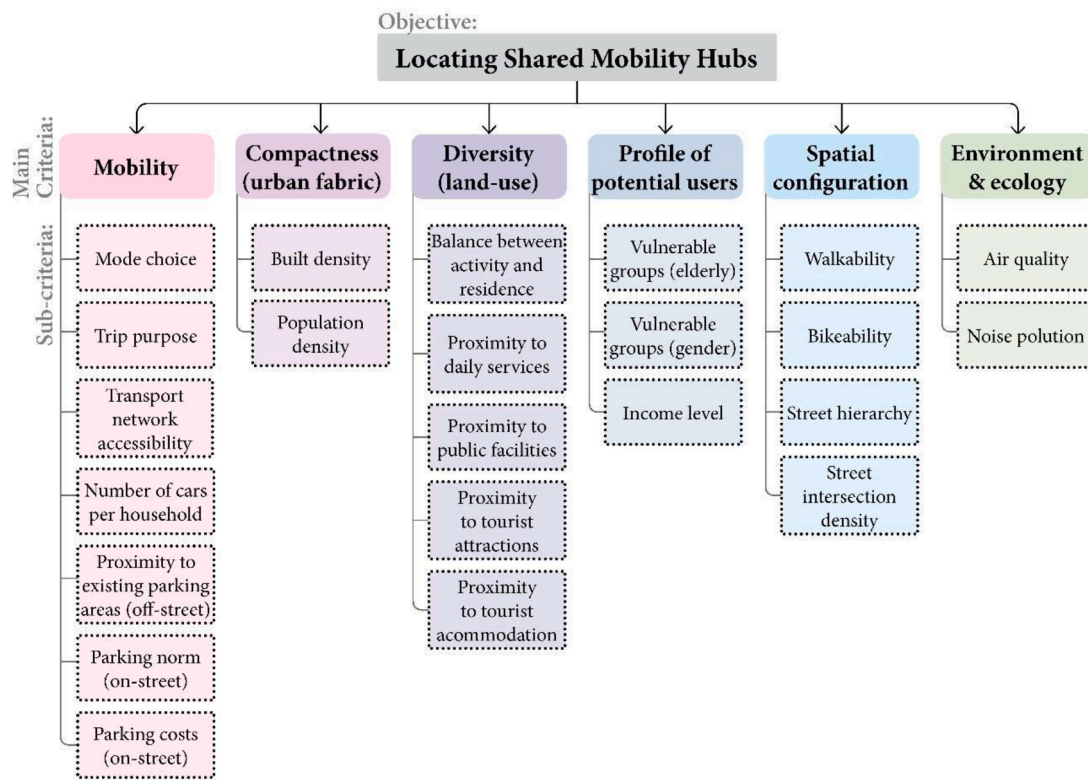 Objective:
Locating Shared Mobility Hubs
Main
Criteria:
Mobility
Compactness
(urban fabric)
Diversity
(land-use)
Profile of
potential users
Spatial
configuration
Environment
& ecology
Sub-criteria:
Mode choice
Trip purpose
Transport
network
accessibility
Number of cars
per household
Proximity to
existing parking
areas (off-street)
Parking norm
(on-street)
Parking costs
(on-street)
Built density
Population
density
Balance between
activity and
residence
Proximity to
daily services
Proximity to
public facilities
Proximity
to tourist
attractions
Proximity
to tourist
acommodation
Vulnerable
groups (elderly)
Vulnerable
groups (gender)
Income level
Walkability
Bikeability
Street hierarchy
Street
intersection
density
Air quality
Noise polution